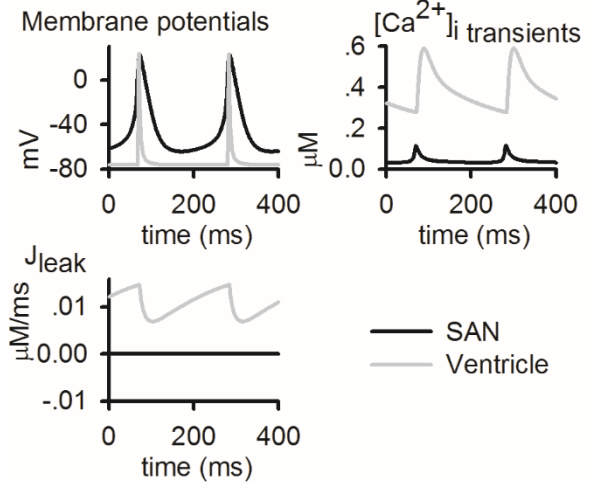 Membrane potentials
0
-40
-80
mV
0 200 400
time (ms)
[Ca2+]i transients
.6
.4
.2
0.0
μM
0 200 400
time (ms)
Jleak
.01
0.00
-.01
μM/ms
0 200 400
time (ms)
SAN
Ventricle